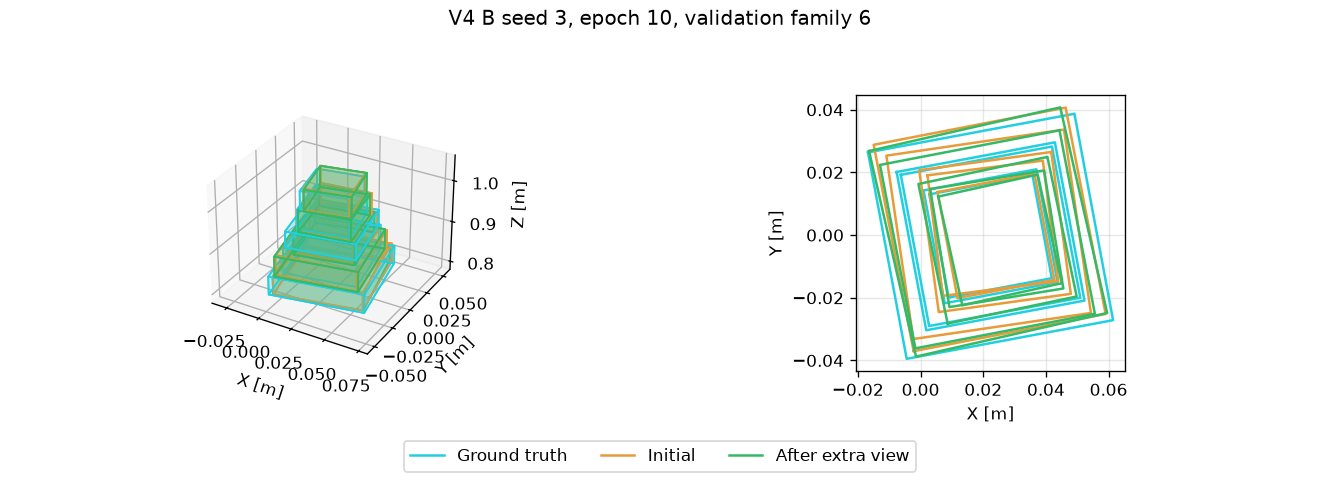 V4 B seed 3, epoch 10, validation family 6
1.0
0.9
0.8
Z [m]
−0.025
0.000
0.025
0.050
0.075
X [m]
0.050
0.025
0.000
−0.025
−0.050
Y [m]
0.04
0.02
0.00
−0.02
−0.04
Y [m]
−0.02 0.00 0.02 0.04 0.06
X [m]
Ground truth Initial After extra view